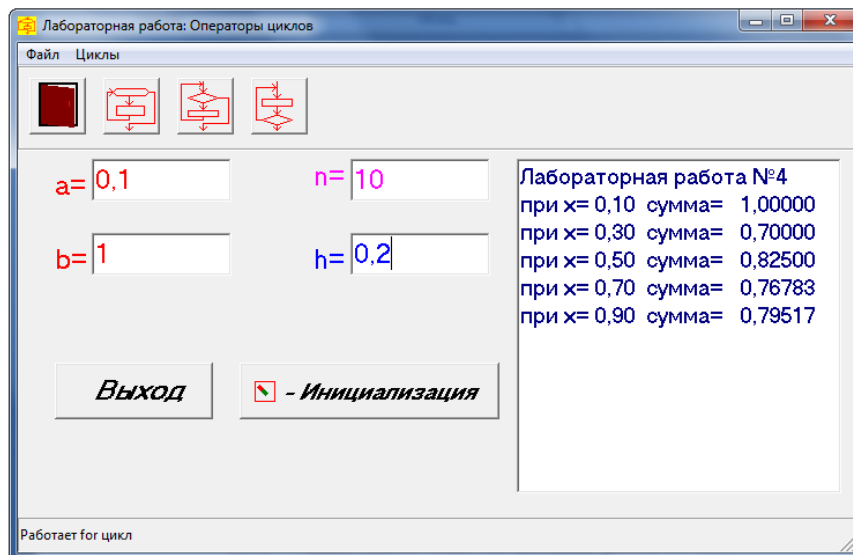 Лабораторная работа: Операторы циклов
Файл Циклы
a= 0,1
n= 10
b= 1
h= 0,2
Лабораторная работа №4
при x= 0,10 сумма= 1,00000
при x= 0,30 сумма= 0,70000
при x= 0,50 сумма= 0,82500
при x= 0,70 сумма= 0,76783
при x= 0,90 сумма= 0,79517
Выход
- Инициализация
Работает for цикл